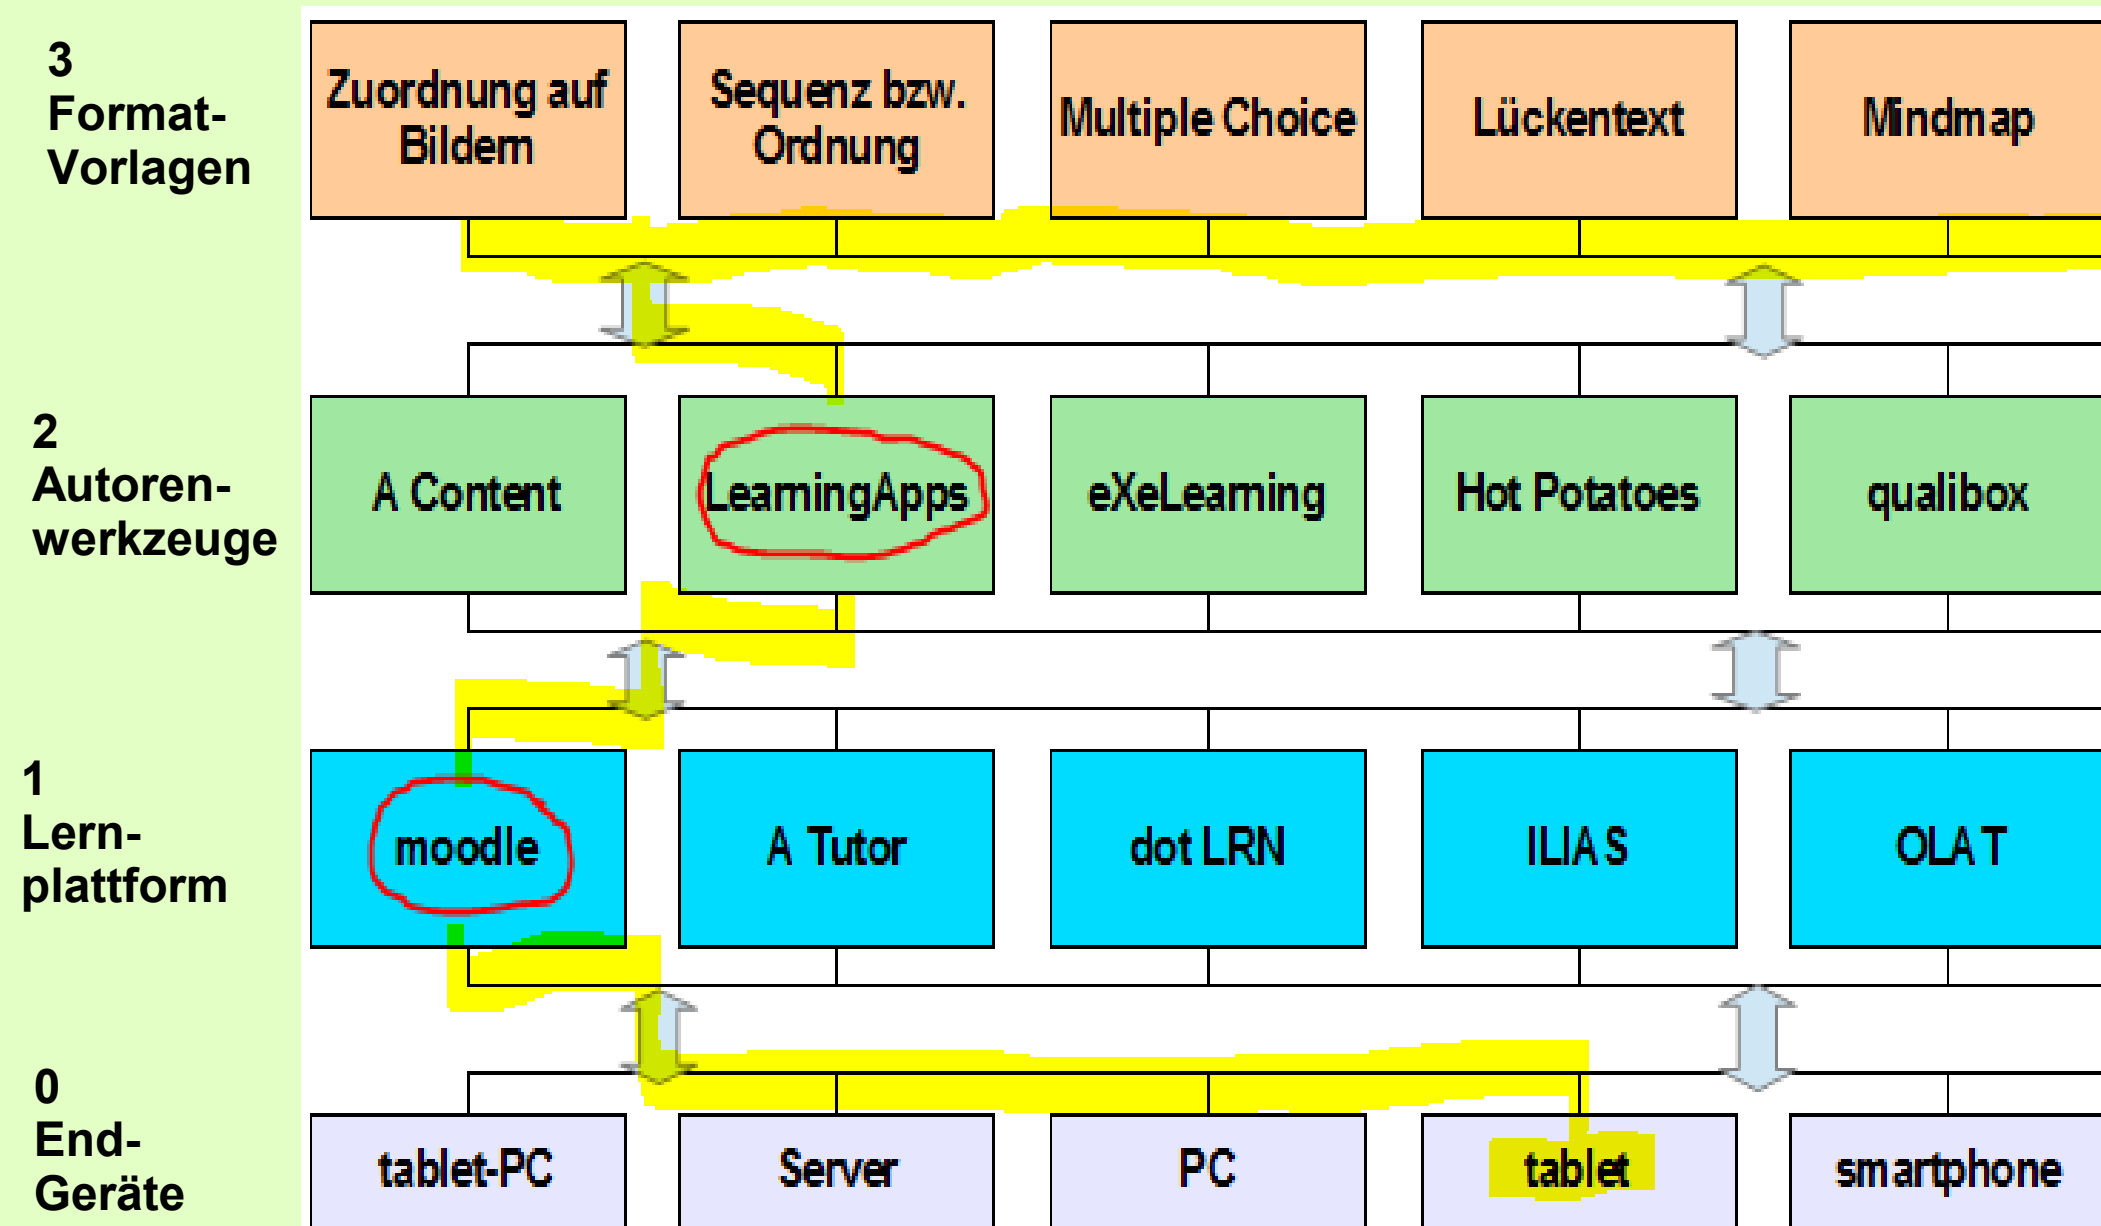 3
Format-
Vorlagen
Zuordnung auf
Bildern
Sequenz bzw.
Ordnung
Multiple Choice
Lückentext
Mindmap
2
Autoren-
werkzeuge
A Content
LearningApps
eXeLearning
Hot Potatoes
qualibox
1
Lern-
plattform
moodle
A Tutor
dot LRN
ILIAS
OLAT
0
End-
Geräte
tablet-PC
Server
PC
tablet
smartphone